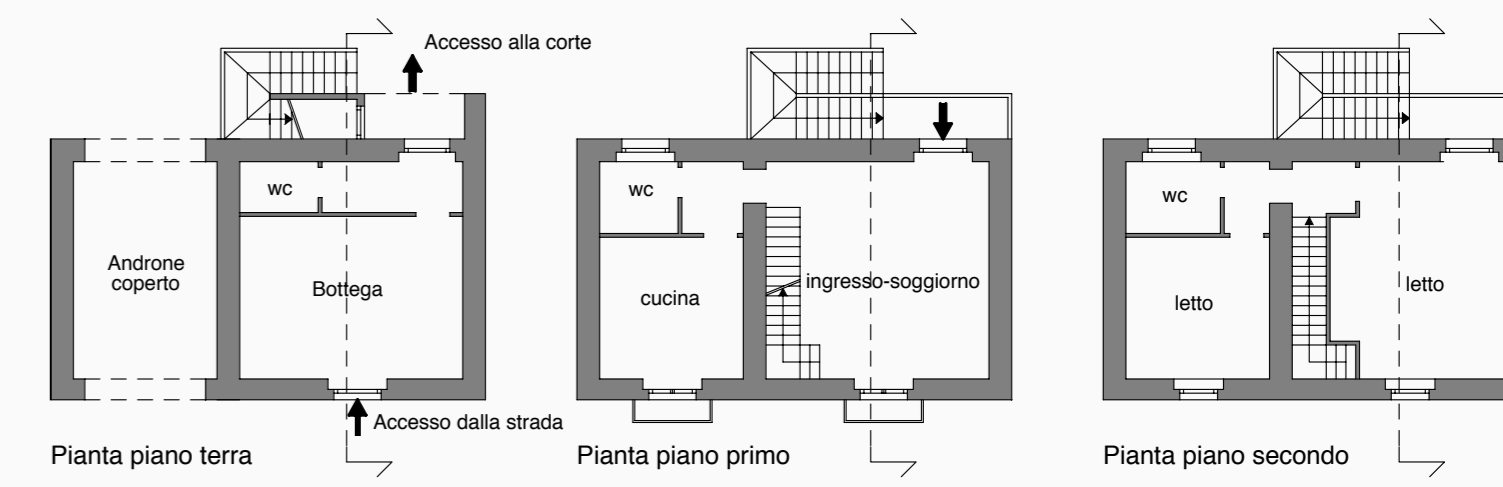 Accesso alla corte
wc
Androne
coperto
Bottega
Accesso dalla strada
Pianta piano terra
wc
cucina
ingresso-soggiorno
Pianta piano primo
wc
letto
letto
Pianta piano secondo